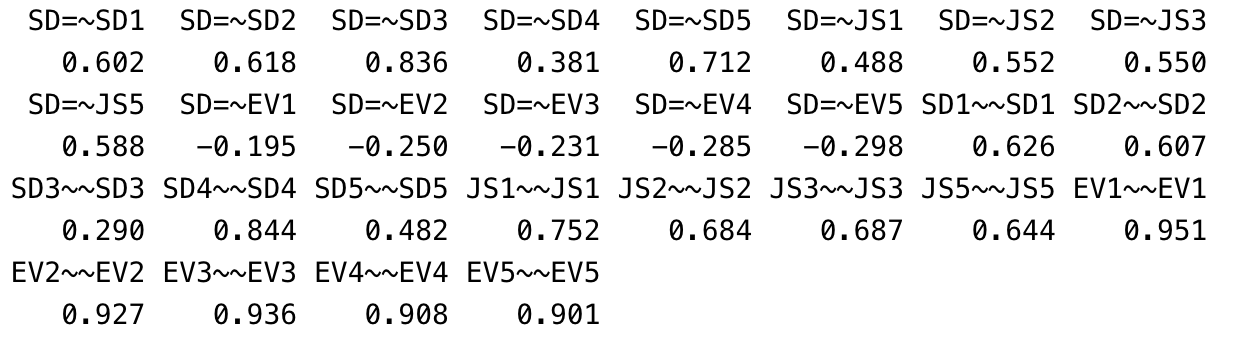 SD=~SD1 SD=~SD2 SD=~SD3 SD=~SD4 SD=~SD5 SD=~JS1 SD=~JS2 SD=~JS3
0.602 0.618 0.836 0.381 0.712 0.488 0.552 0.550
SD=~JS5 SD=~EV1 SD=~EV2 SD=~EV3 SD=~EV4 SD=~EV5 SD1~~SD1 SD2~~SD2
0.588 -0.195 -0.250 -0.231 -0.285 -0.298 0.626 0.607
SD3~~SD3 SD4~~SD4 SD5~~SD5 JS1~~JS1 JS2~~JS2 JS3~~JS3 JS5~~JS5 EV1~~EV1
0.290 0.844 0.482 0.752 0.684 0.687 0.644 0.951
EV2~~EV2 EV3~~EV3 EV4~~EV4 EV5~~EV5
0.927 0.936 0.908 0.901